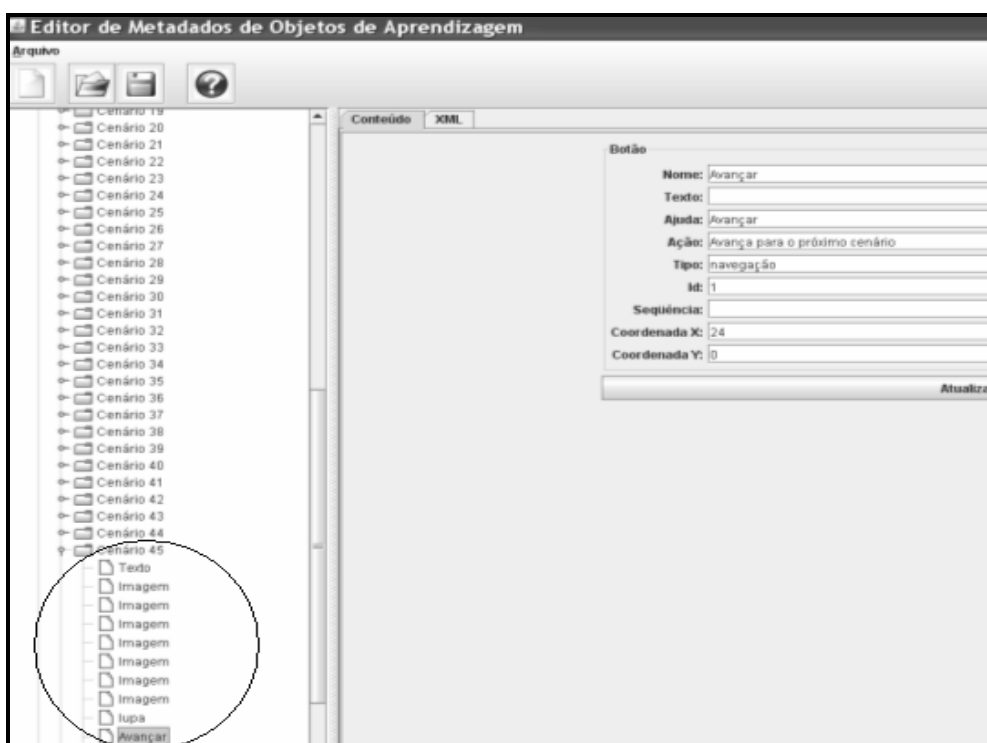 Editor de Metadados de Objetos de Aprendizagem
Arquivo
Cenário 19
Cenário 20
Cenário 21
Cenário 22
Cenário 23
Cenário 24
Cenário 25
Cenário 26
Cenário 27
Cenário 28
Cenário 29
Cenário 30
Cenário 31
Cenário 32
Cenário 33
Cenário 34
Cenário 35
Cenário 36
Cenário 37
Cenário 38
Cenário 39
Cenário 40
Cenário 41
Cenário 42
Cenário 43
Cenário 44
Cenário 45
Texto
Imagem
Imagem
Imagem
Imagem
Imagem
Imagem
Imagem
lupa
Avançar
Conteúdo XML
Botão
Nome: Avançar
Texto:
Ajuda: Avançar
Ação: Avança para o próximo cenário
Tipo: navegação
Id: 1
Seqüência:
Coordenada X: 24
Coordenada Y: 0
Atualiza